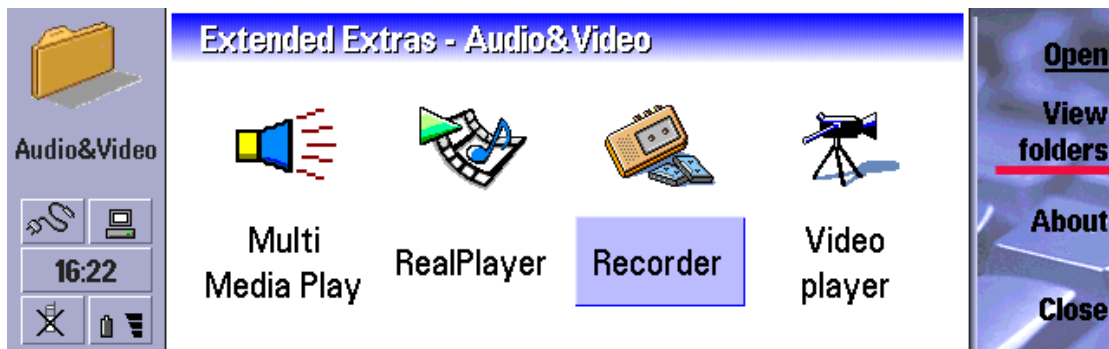 Extended Extras - Audio&Video
Audio&Video
16:22
Multi
Media Play
RealPlayer
Recorder
Video
player
Open
View
folders
About
Close